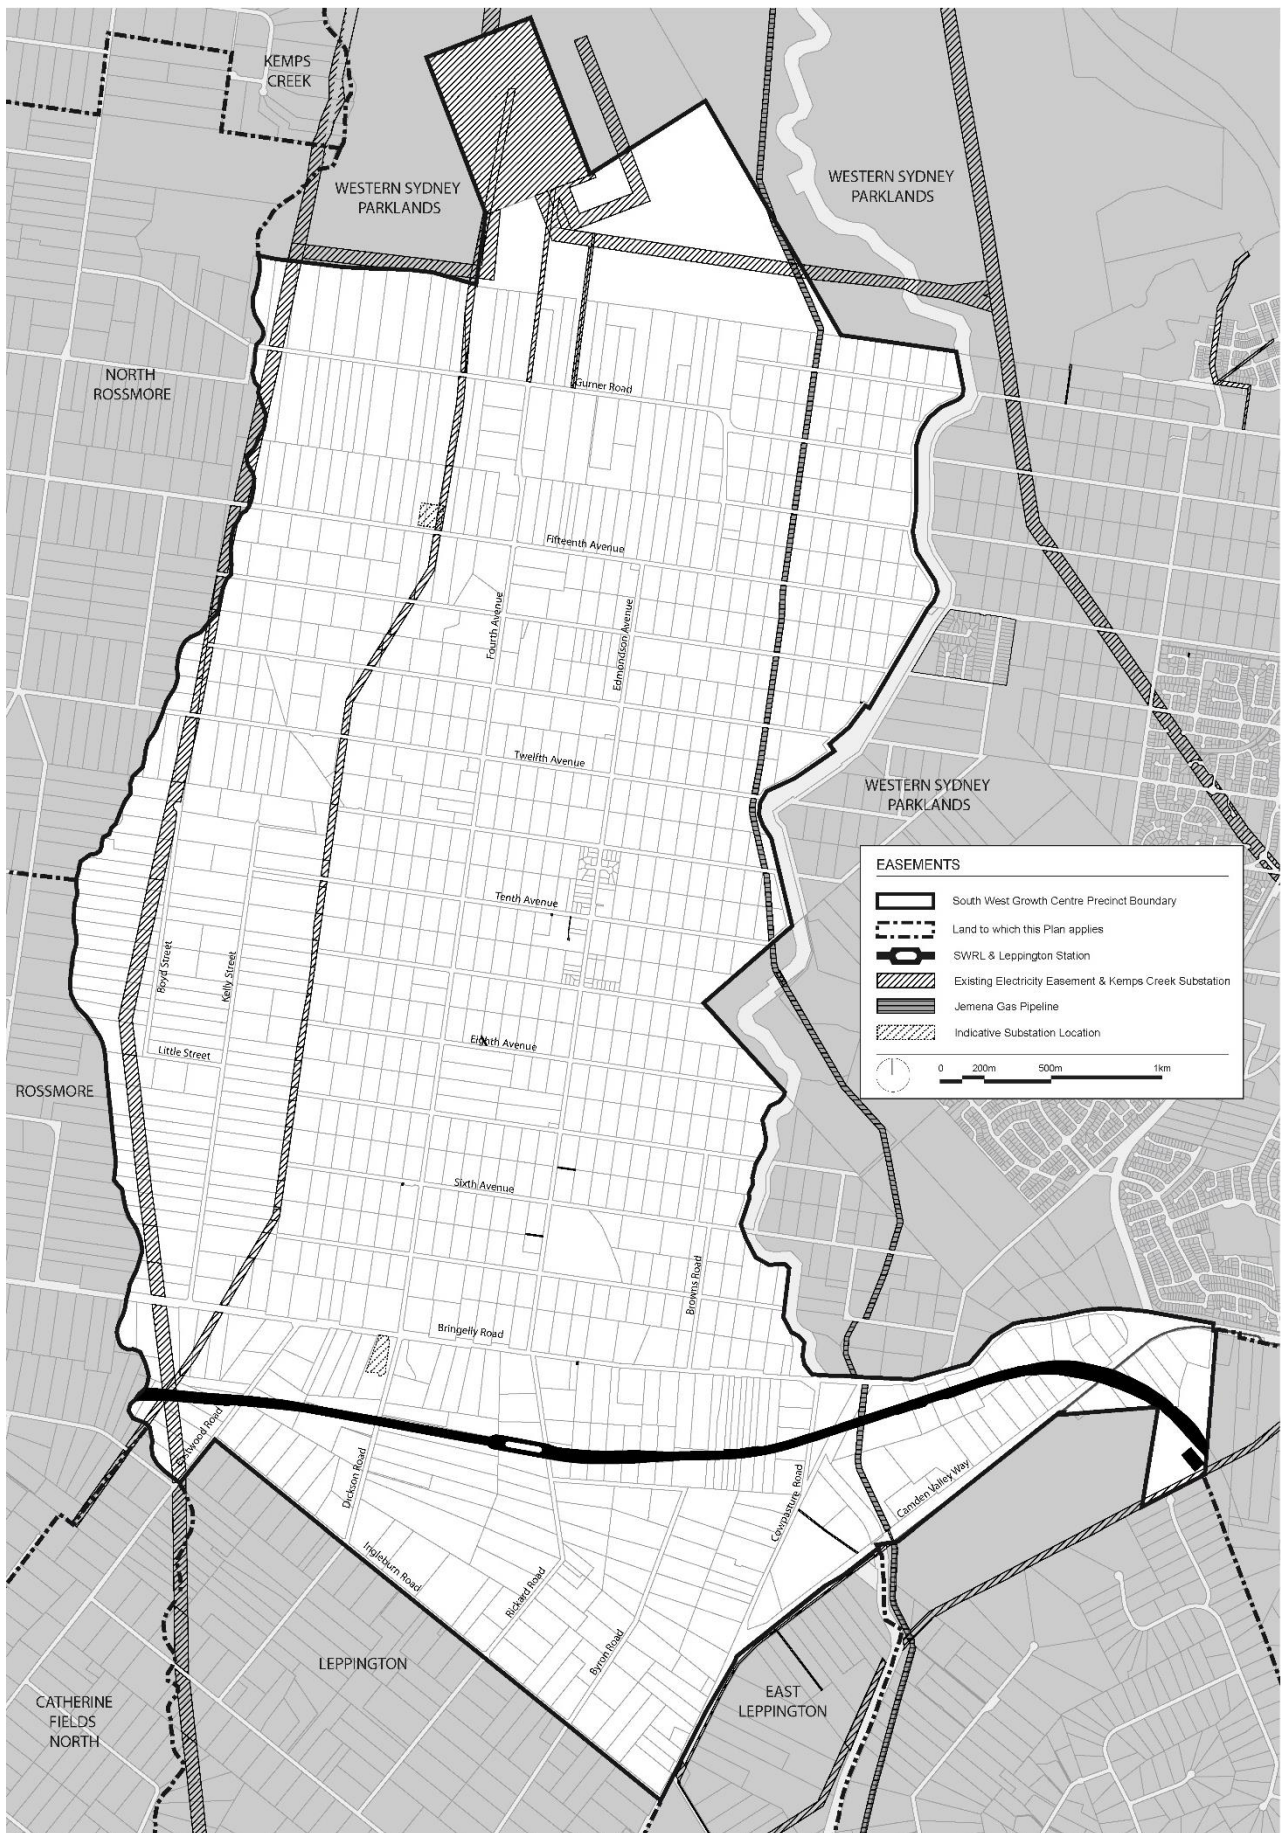 KEMPS
CREEK
WESTERN SYDNEY
PARKLANDS
WESTERN SYDNEY
PARKLANDS
NORTH
ROSSMORE
Gurner Road
Fifteenth Avenue
Fourth Avenue
Edmondson Avenue
Twelfth Avenue
WESTERN SYDNEY
PARKLANDS
EASEMENTS
South West Growth Centre Precinct Boundary
Land to which this Plan applies
SWRL & Leppington Station
Existing Electricity Easement & Kemps Creek Substation
Jemena Gas Pipeline
Indicative Substation Location
0 200m 500m 1km
Tenth Avenue
Boyd Street
Kelly Street
Eighth Avenue
Little Street
ROSSMORE
Sixth Avenue
Browns Road
Bringelly Road
Dickson Road
Cowpasture Road
Camden Valley Way
Ingleburn Road
Rickard Road
Byron Road
LEPPINGTON
EAST
LEPPINGTON
CATHERINE
FIELDS
NORTH